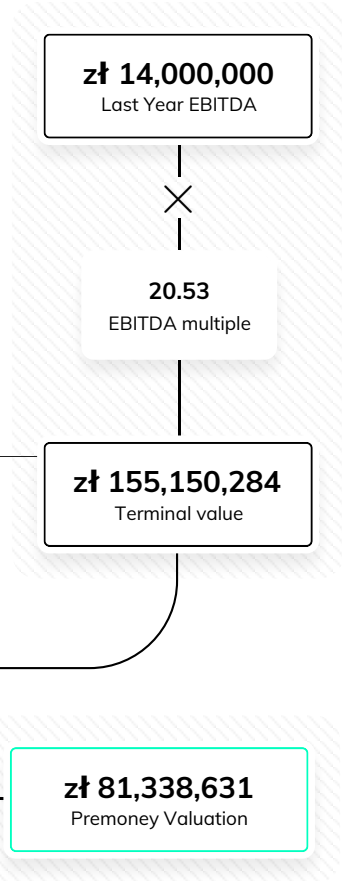 zł 14,000,000
Last Year EBITDA
20.53
EBITDA multiple
zł 155,150,284
Terminal value
zł 81,338,631
Premoney Valuation